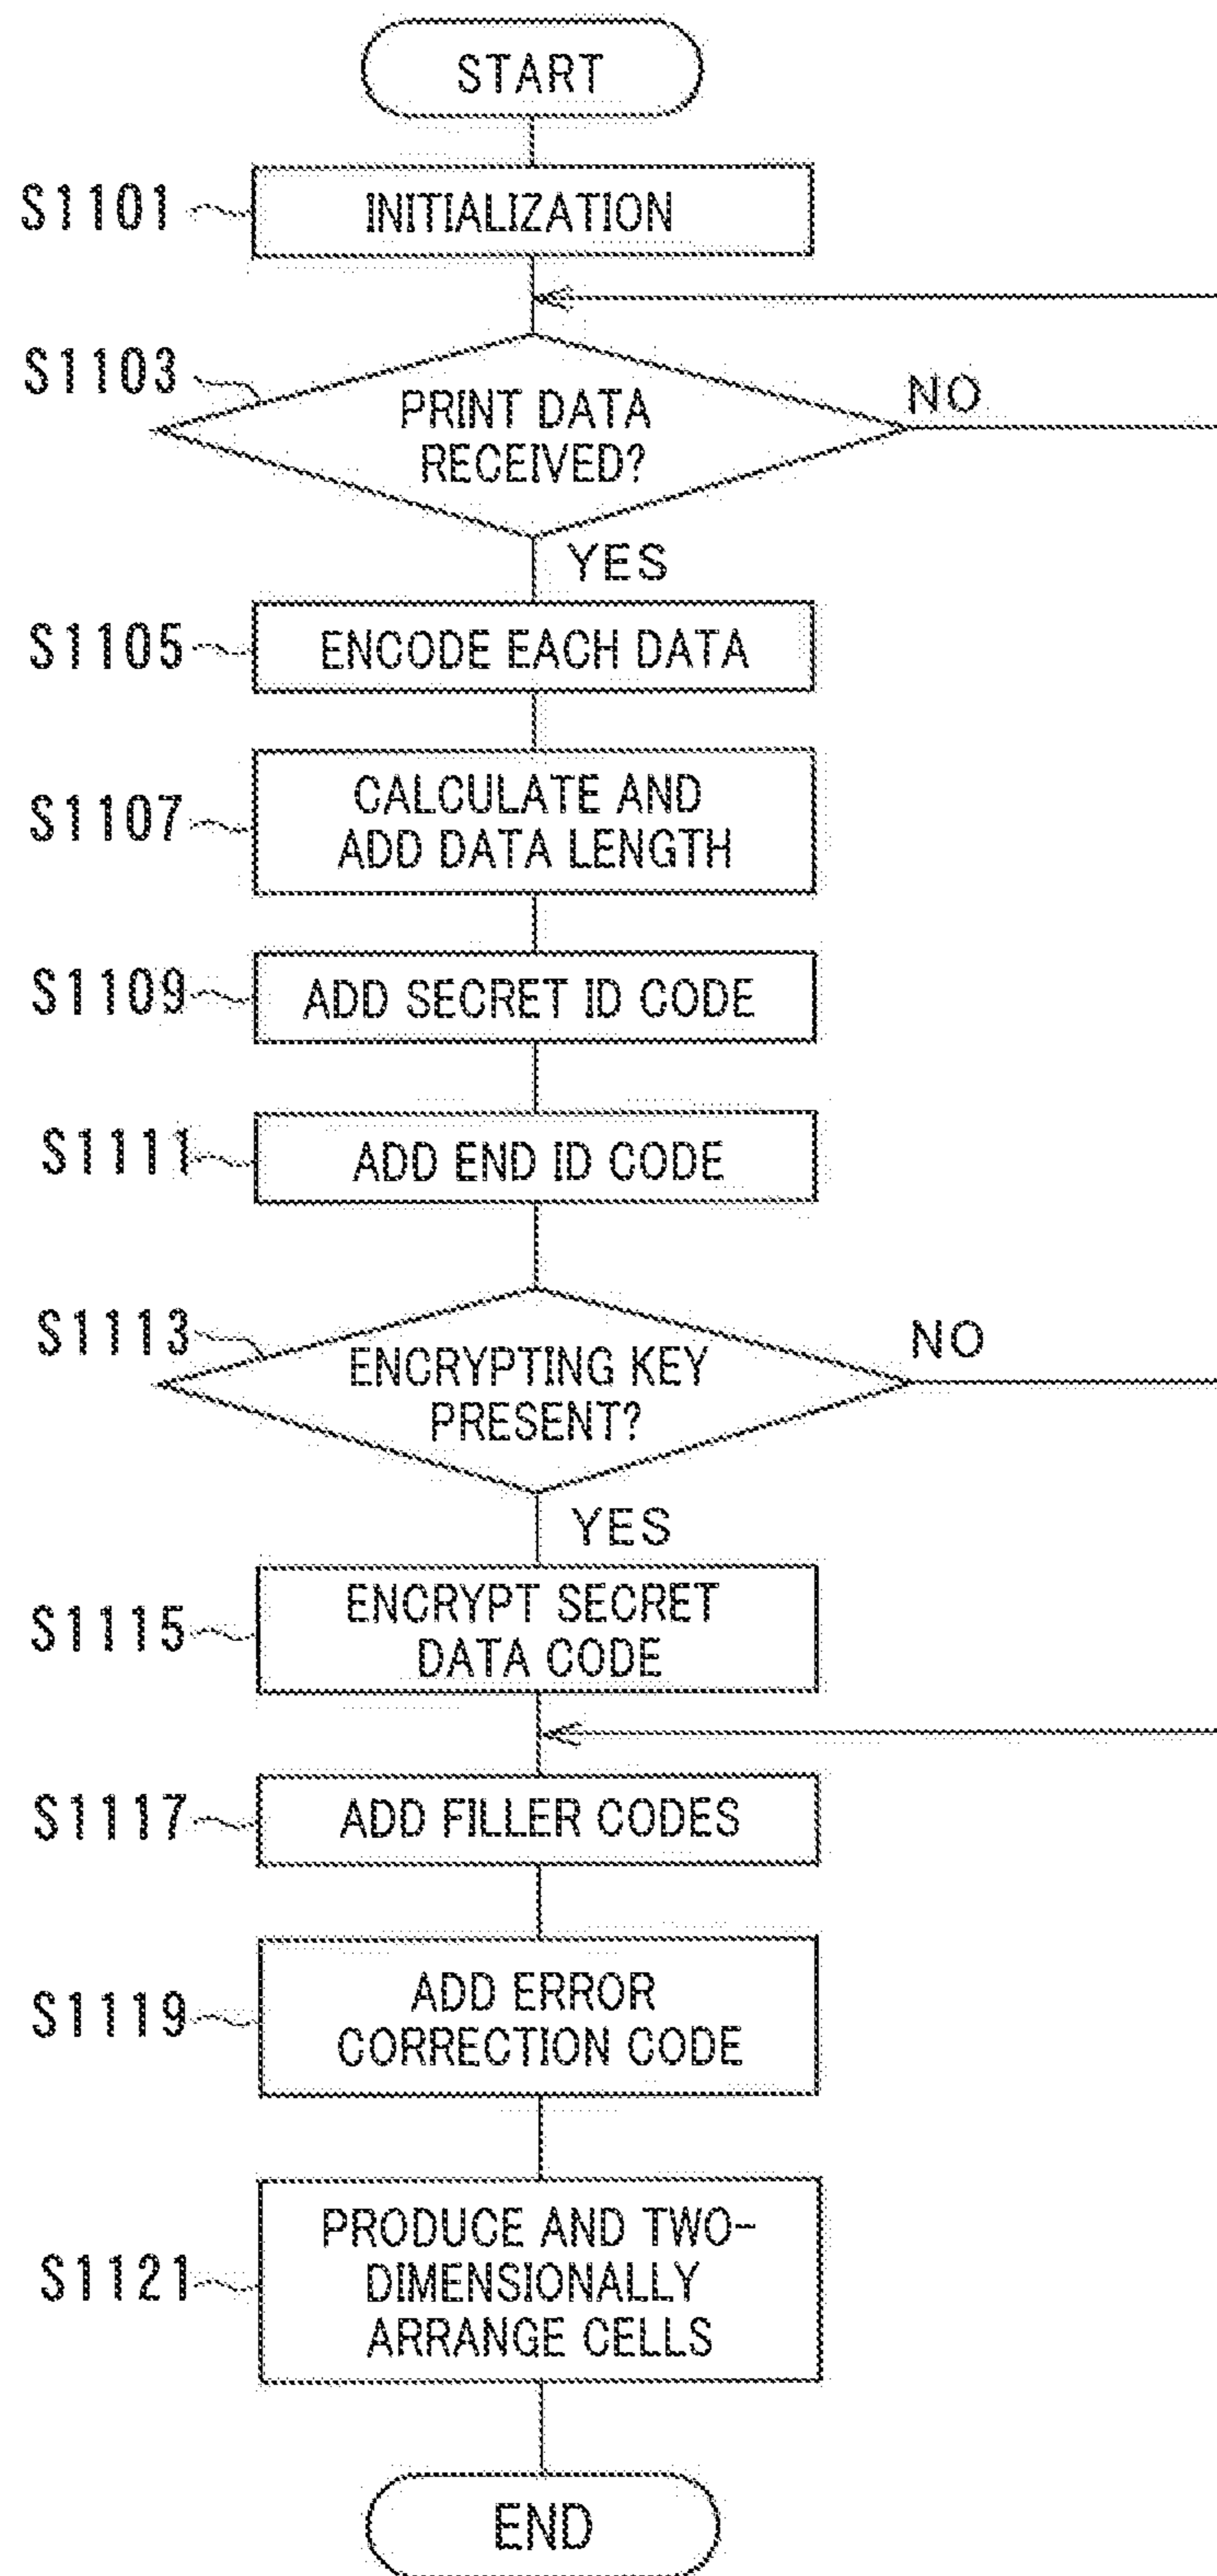 START
S1101
INITIALIZATION
S1103
PRINT DATA
RECEIVED?
NO
YES
S1105
ENCODE EACH DATA
S1107
CALCULATE AND
ADD DATA LENGTH
S1109
ADD SECRET ID CODE
S1111
ADD END ID CODE
S1113
ENCRYPTING KEY
PRESENT?
NO
YES
S1115
ENCRYPT SECRET
DATA CODE
S1117
ADD FILLER CODES
S1119
ADD ERROR
CORRECTION CODE
S1121
PRODUCE AND TWO-
DIMENSIONALLY
ARRANGE CELLS
END